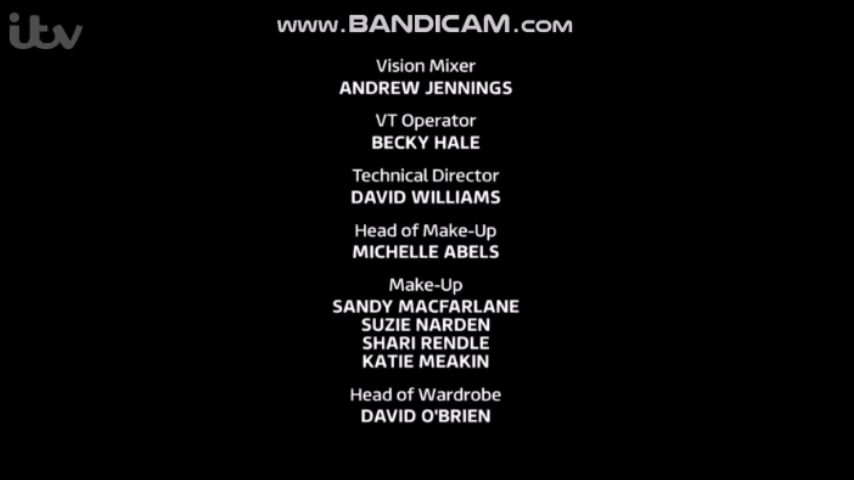 itv
www.BANDICAM.com
Vision Mixer
ANDREW JENNINGS
VT Operator
BECKY HALE
Technical Director
DAVID WILLIAMS
Head of Make-Up
MICHELLE ABELS
Make-Up
SANDY MACFARLANE
SUZIE NARDEN
SHARI RENDLE
KATIE MEAKIN
Head of Wardrobe
DAVID O'BRIEN